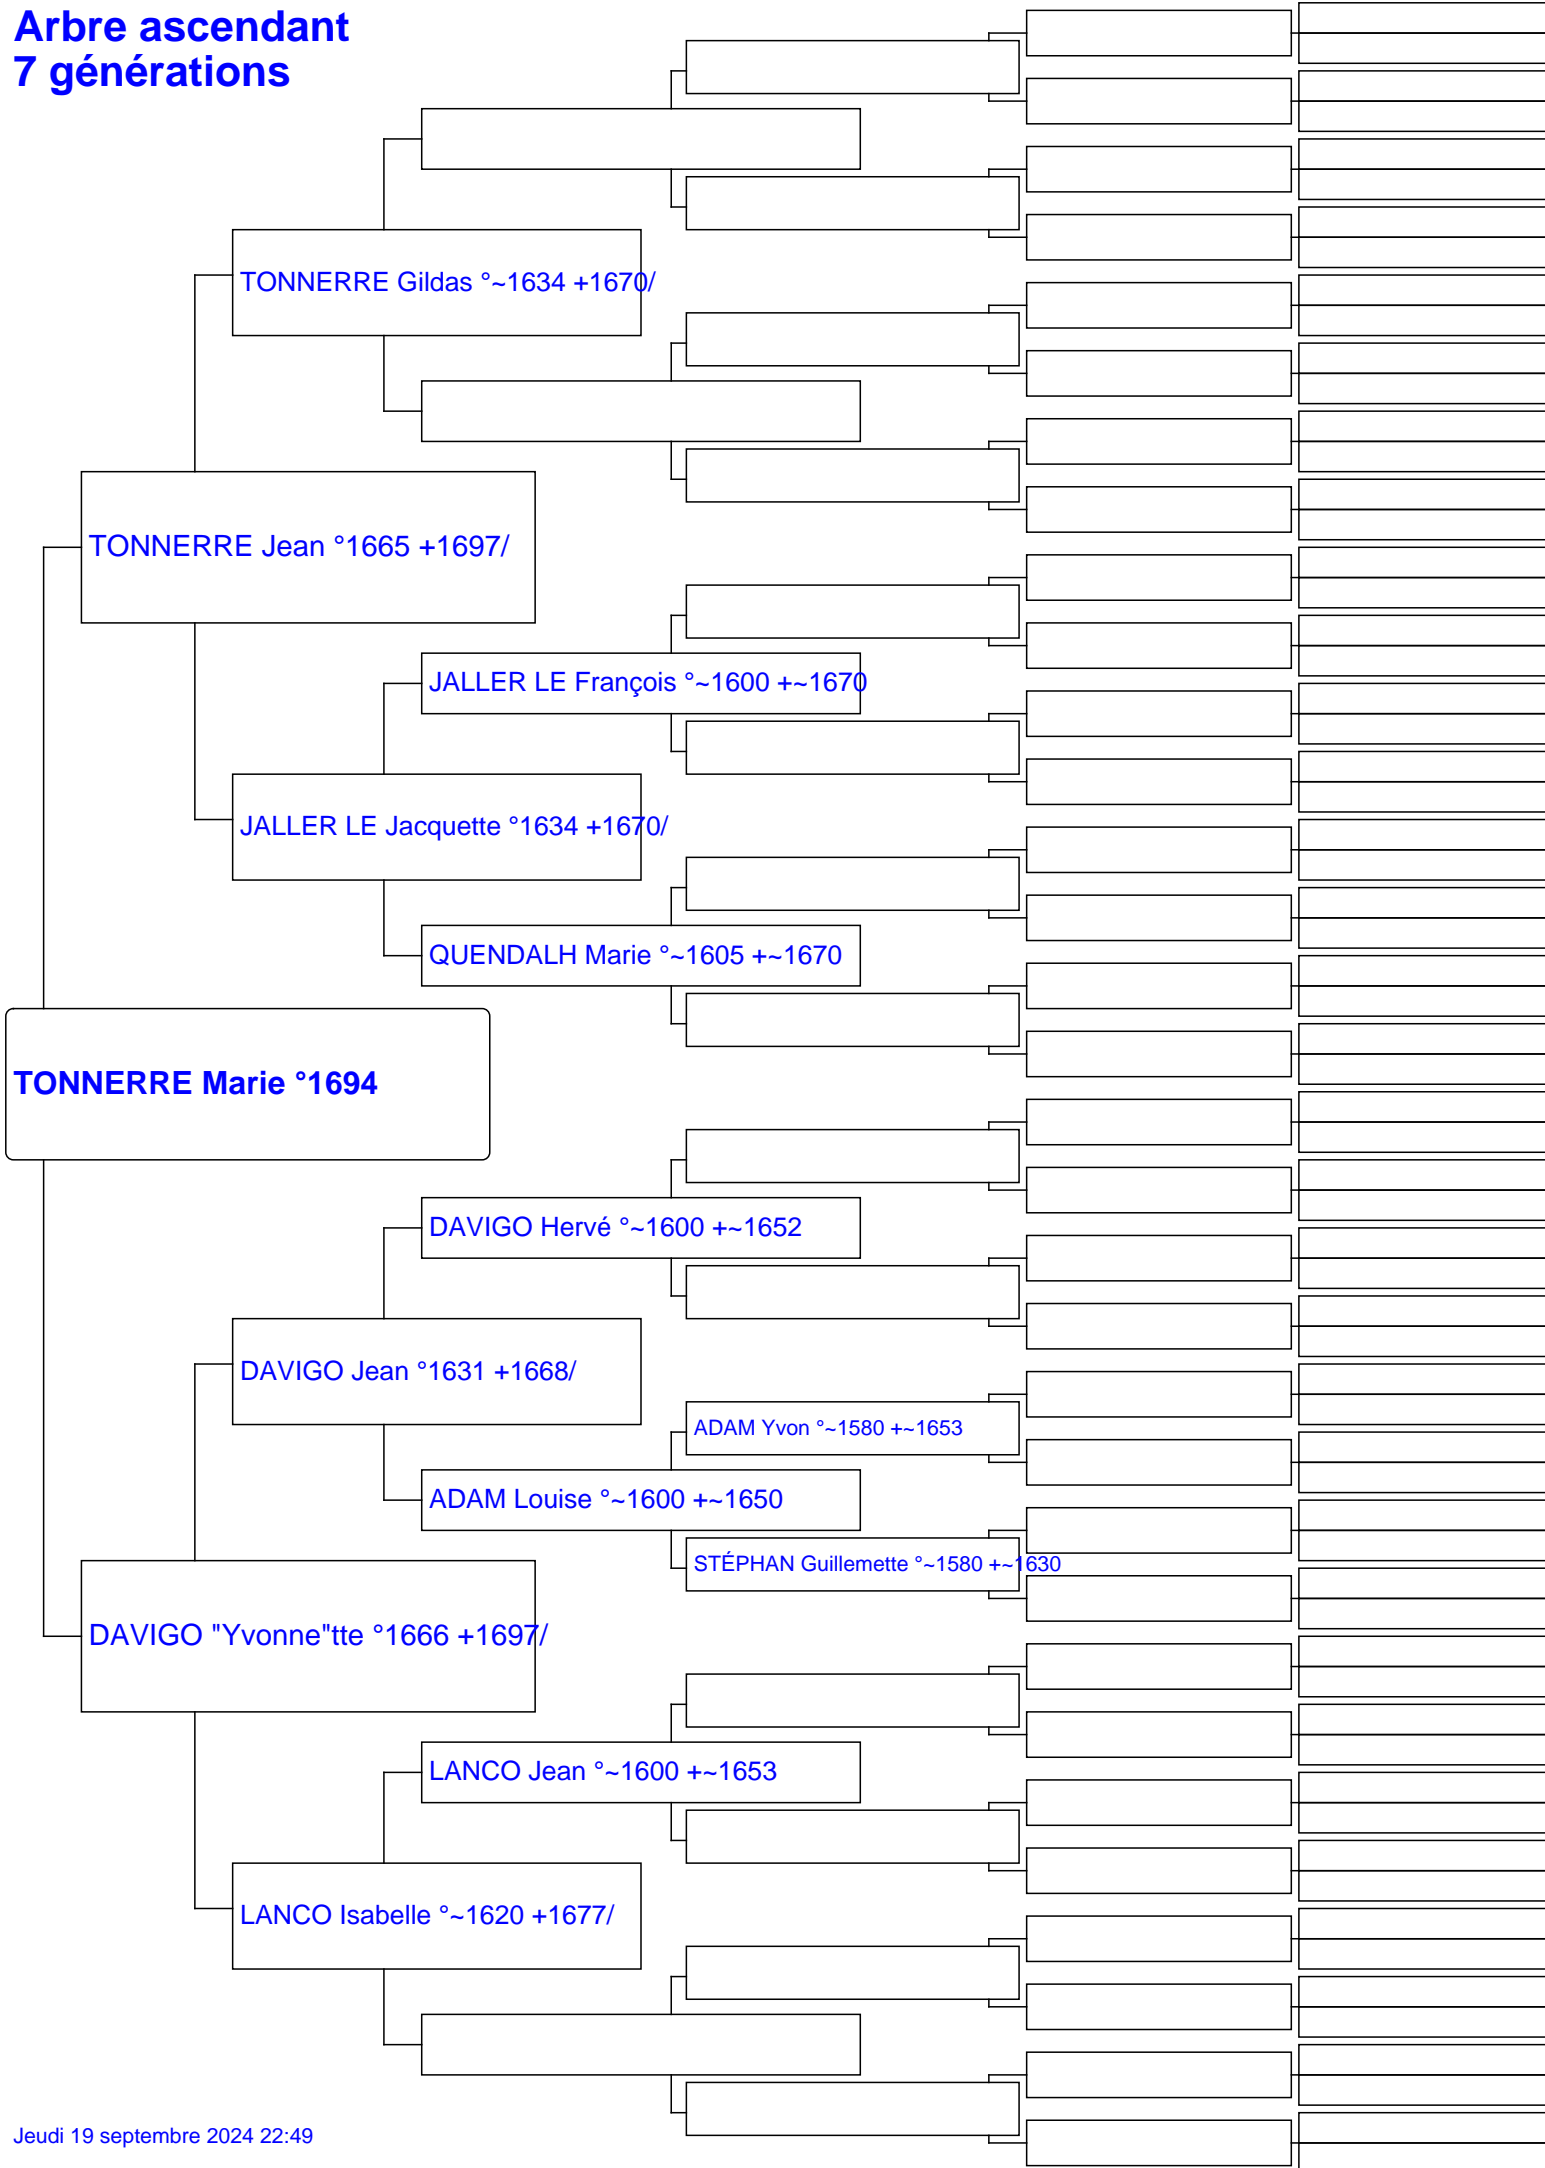 Arbre ascendant
7 générations
TONNERRE Gildas °~1634 +1670/
TONNERRE Jean °1665 +1697/
JALLER LE François °~1600 +~1670
JALLER LE Jacquette °1634 +1670/
QUENDALH Marie °~1605 +~1670
TONNERRE Marie °1694
DAVIGO Hervé °~1600 +~1652
DAVIGO Jean °1631 +1668/
ADAM Yvon °~1580 +~1653
ADAM Louise °~1600 +~1650
STÉPHAN Guillemette °~1580 +~1630
DAVIGO "Yvonne"tte °1666 +1697/
LANCO Jean °~1600 +~1653
LANCO Isabelle °~1620 +1677/
Jeudi 19 septembre 2024 22:49